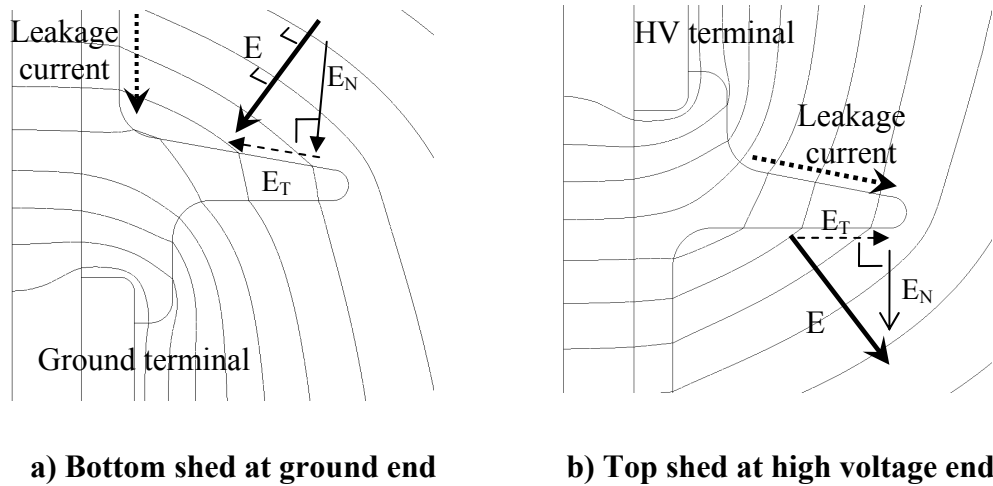 Leakage
current
E
E_N
E_T
Ground terminal
HV terminal
Leakage
current
E_T
E_N
E
a) Bottom shed at ground end
b) Top shed at high voltage end